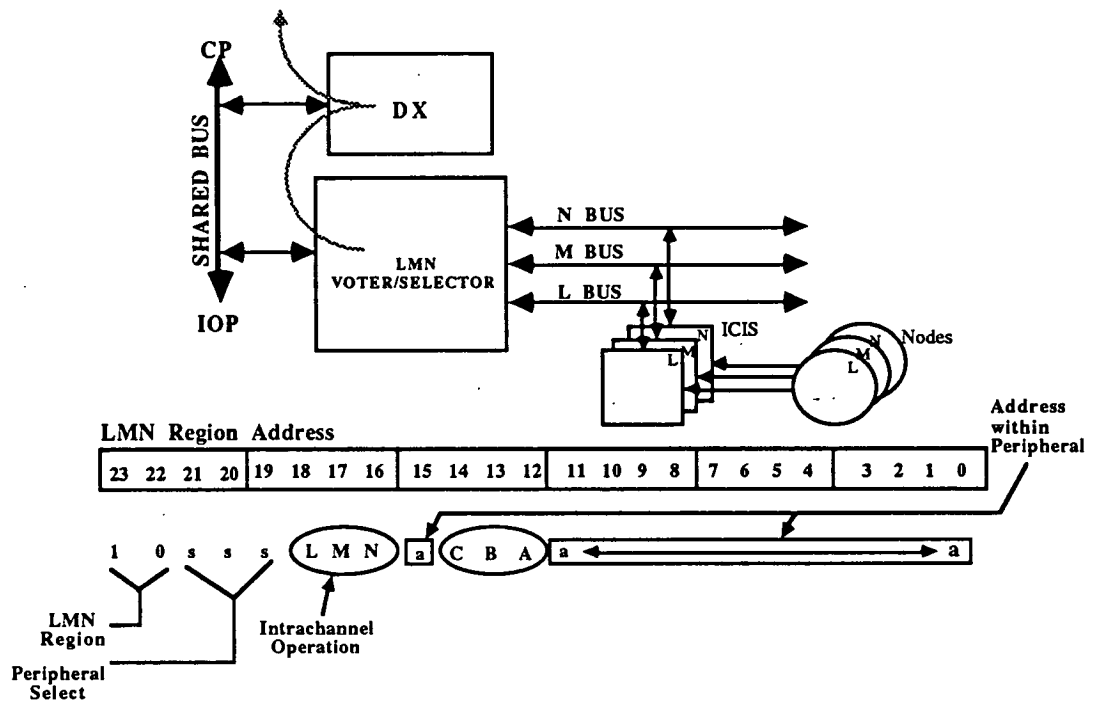 CP
SHARED BUS
IOP
DX
LMN
VOTER/SELECTOR
N BUS
M BUS
L BUS
ICIS
N
M
L
Nodes
N
M
L
Address
within
Peripheral
LMN Region Address
23 22 21 20 19 18 17 16 15 14 13 12 11 10 9 8 7 6 5 4 3 2 1 0
1 0 s s s L M N a C B A a a
LMN
Region
Intrachannel
Operation
Peripheral
Select